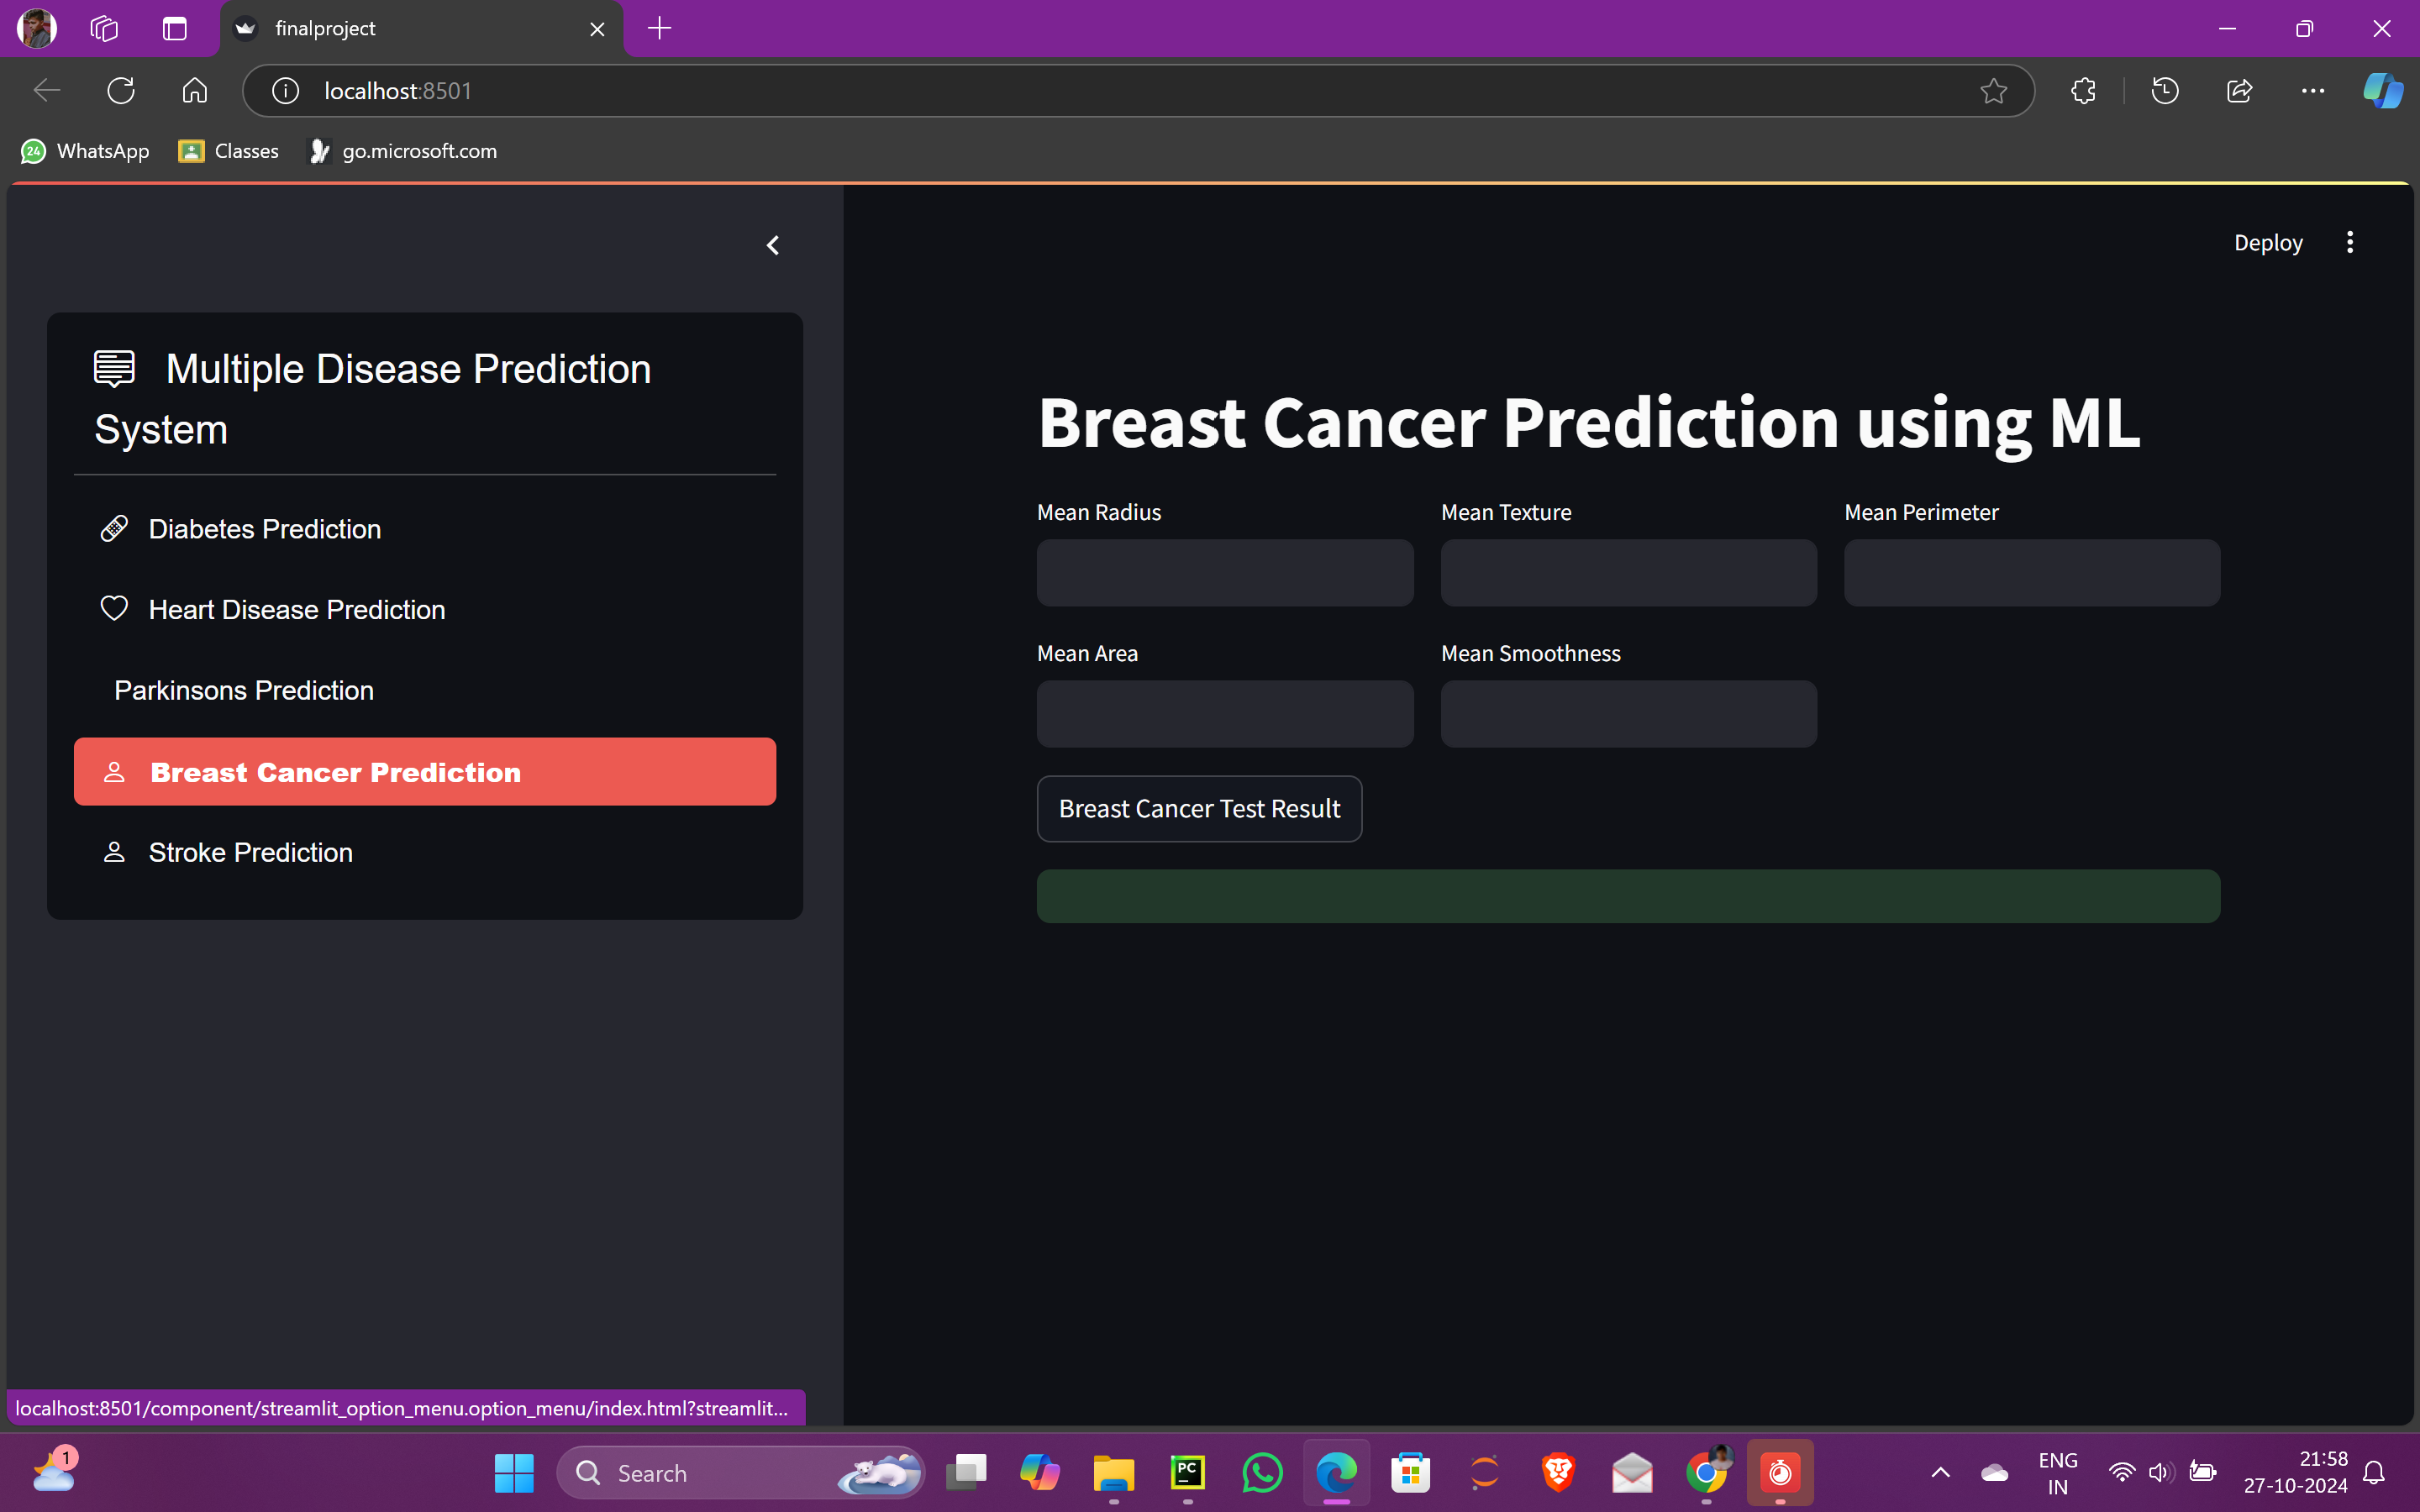 finalproject
localhost:8501
24
WhatsApp
Classes
go.microsoft.com
Deploy
Multiple Disease Prediction
System
Diabetes Prediction
Heart Disease Prediction
Parkinsons Prediction
Breast Cancer Prediction
Stroke Prediction
Breast Cancer Prediction using ML
Mean Radius
Mean Texture
Mean Perimeter
Mean Area
Mean Smoothness
Breast Cancer Test Result
localhost:8501/component/streamlit_option_menu.option_menu/index.html?streamlit...
1
Search
PC
ENG
IN
21:58
27-10-2024